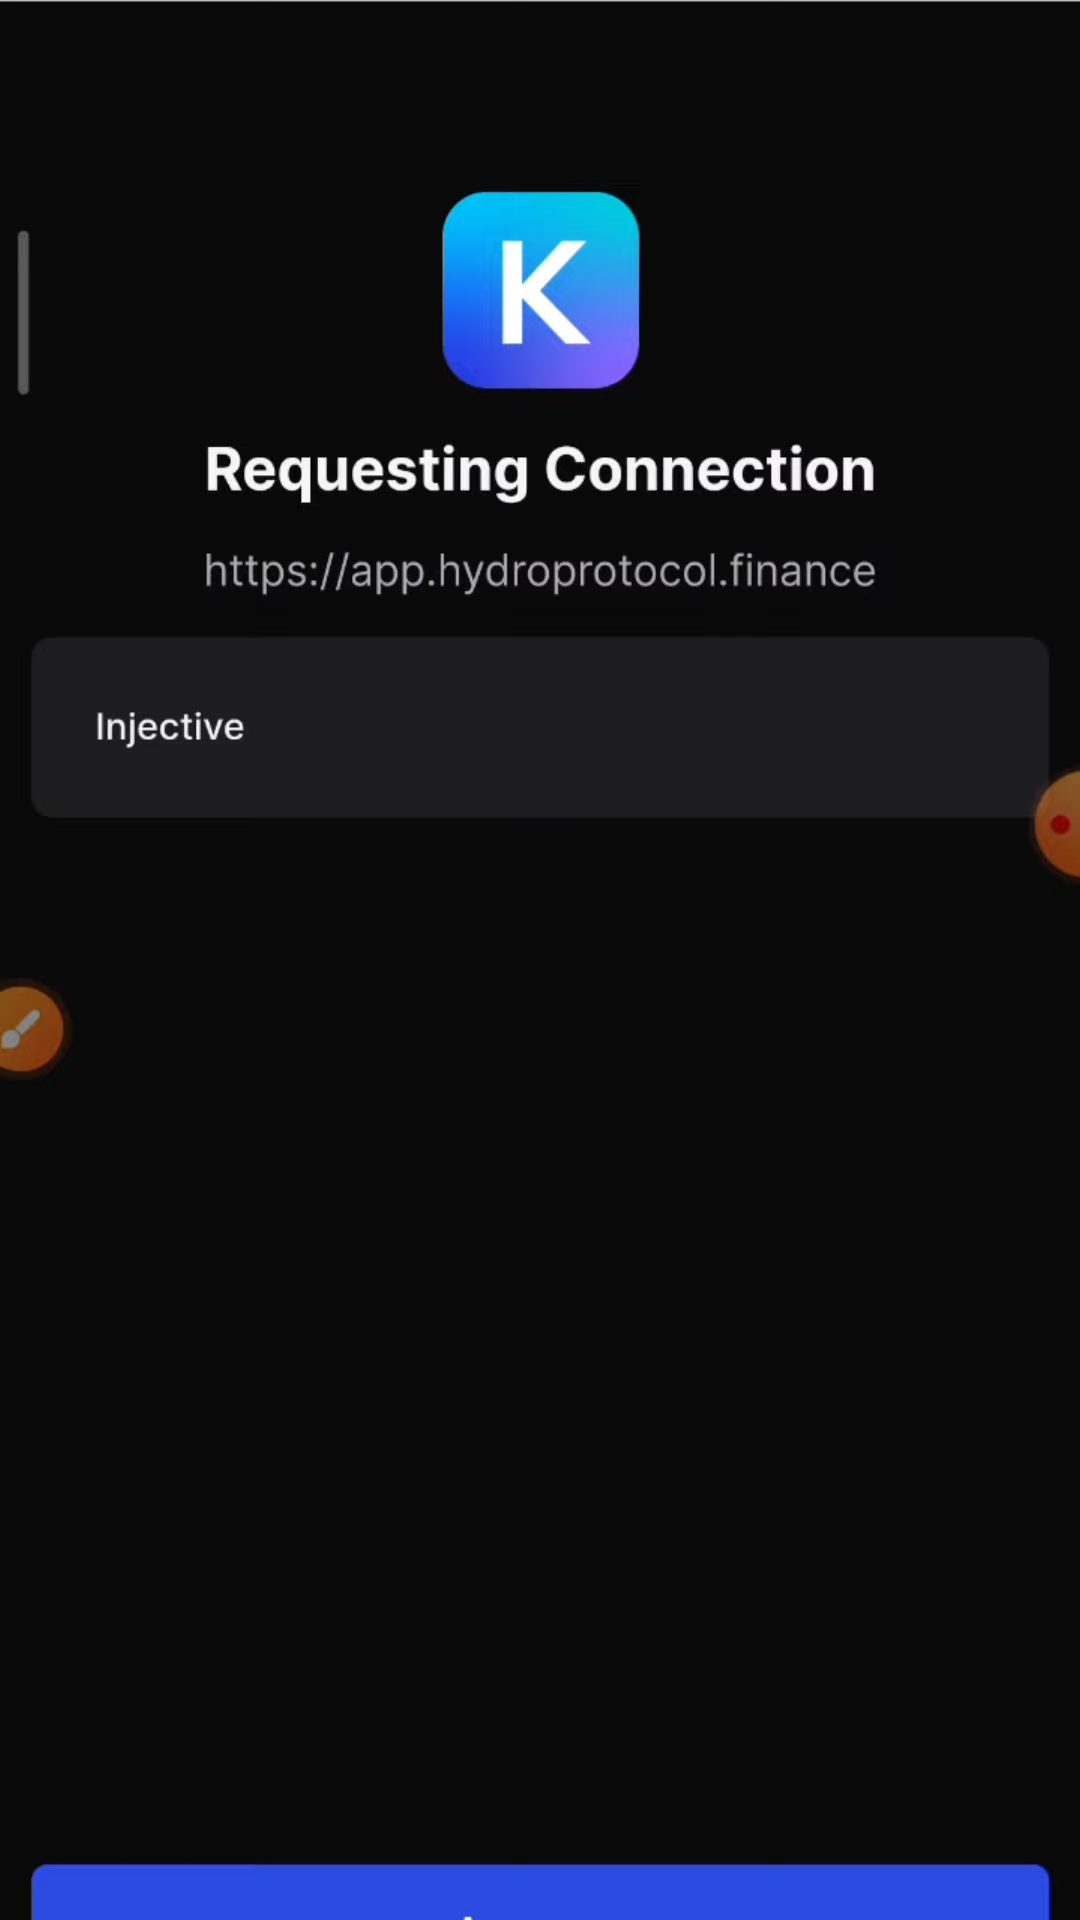 K
Requesting Connection
https://app.hydroprotocol.finance
Injective